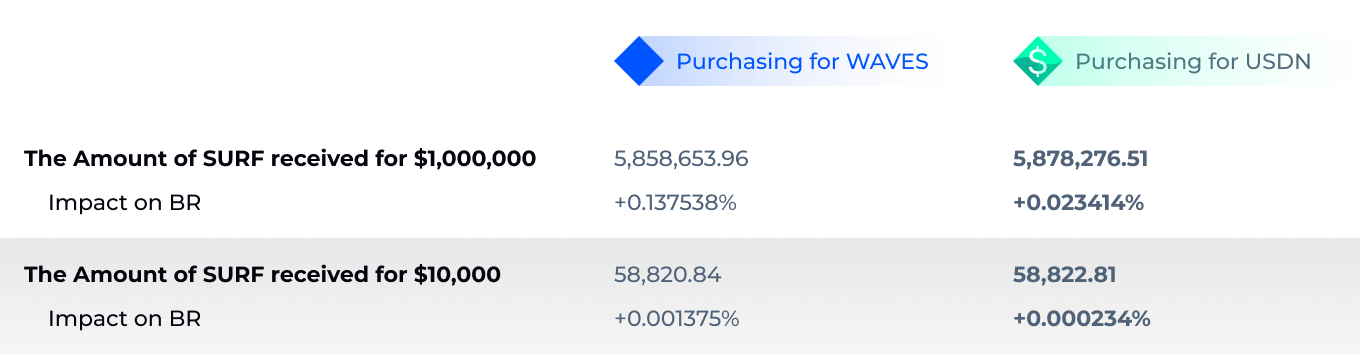 Purchasing for WAVES
$ Purchasing for USDN
The Amount of SURF received for $1,000,000 5,858,653.96 5,878,276.51
Impact on BR +0.137538% +0.023414%
The Amount of SURF received for $10,000 58,820.84 58,822.81
Impact on BR +0.001375% +0.000234%